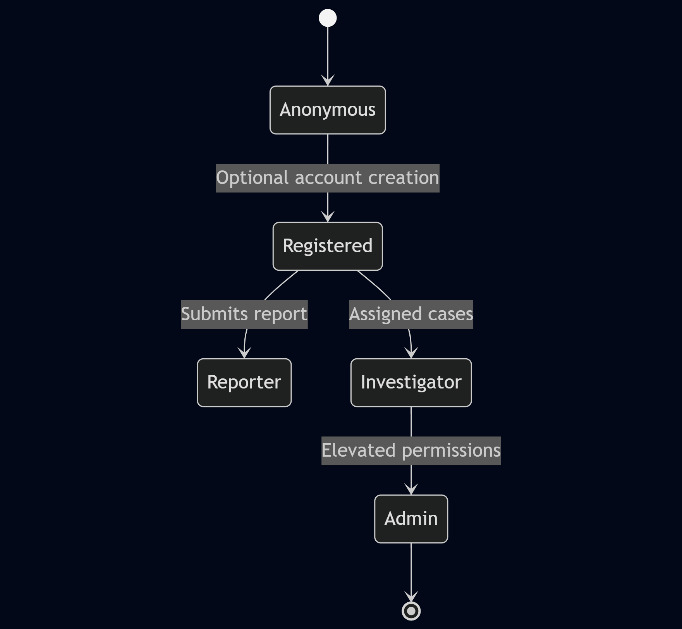 Anonymous
Optional account creation
Registered
Submits report
Assigned cases
Reporter
Investigator
Elevated permissions
Admin